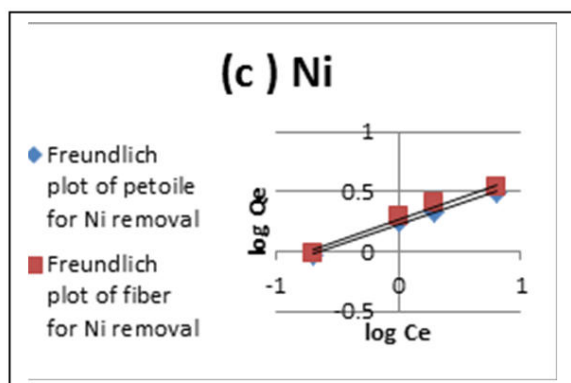 (c ) Ni
Freundlich
plot of petoile
for Ni removal
Freundlich
plot of fiber
for Ni removal
log Qe
1
0.5
0
-0.5
-1
0
1
log Ce